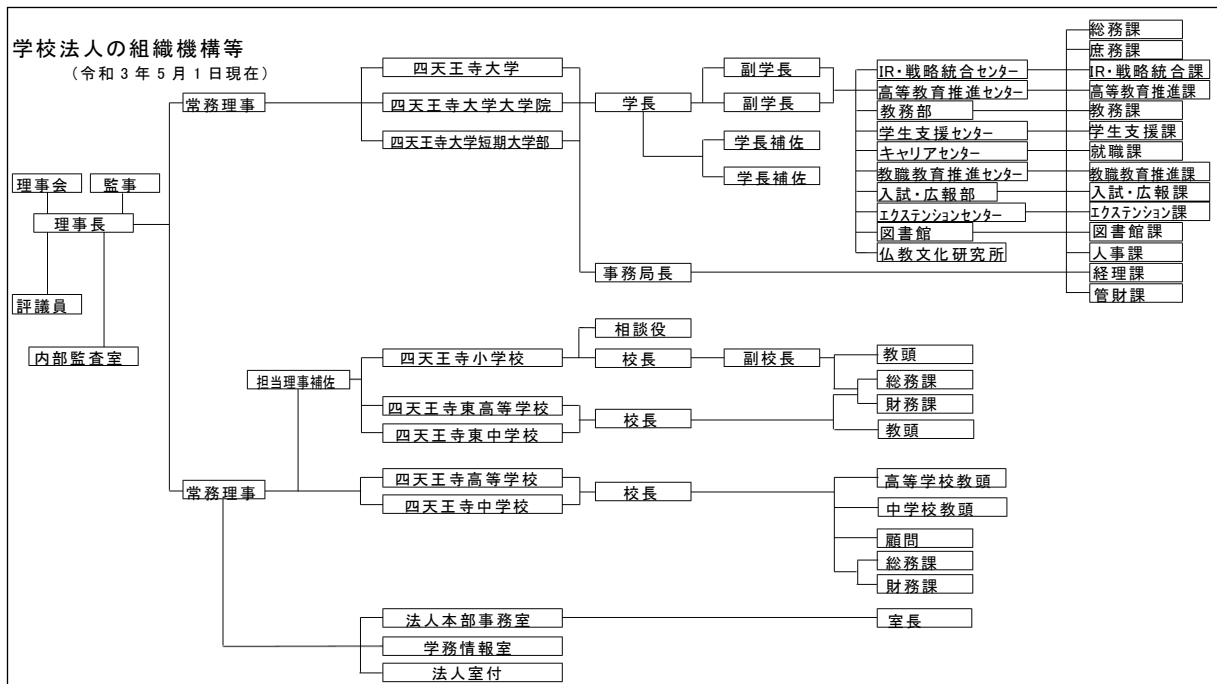 学校法人の組織機構等
（令和３年５月１日現在）
理事会
監事
理事長
評議員
内部監査室
常務理事
四天王寺大学
四天王寺大学大学院
四天王寺大学短期大学部
学長
副学長
副学長
学長補佐
学長補佐
事務局長
IR・戦略統合センター
高等教育推進センター
教務部
学生支援センター
キャリアセンター
教職教育推進センター
入試・広報部
エクステンションセンター
図書館
仏教文化研究所
総務課
庶務課
IR・戦略統合課
高等教育推進課
教務課
学生支援課
就職課
教職教育推進課
入試・広報課
エクステンション課
図書館課
人事課
経理課
管財課
常務理事
担当理事補佐
四天王寺小学校
相談役
校長
副校長
教頭
総務課
財務課
教頭
四天王寺東高等学校
四天王寺東中学校
校長
四天王寺高等学校
四天王寺中学校
校長
高等学校教頭
中学校教頭
顧問
総務課
財務課
法人本部事務室
室長
学務情報室
法人室付